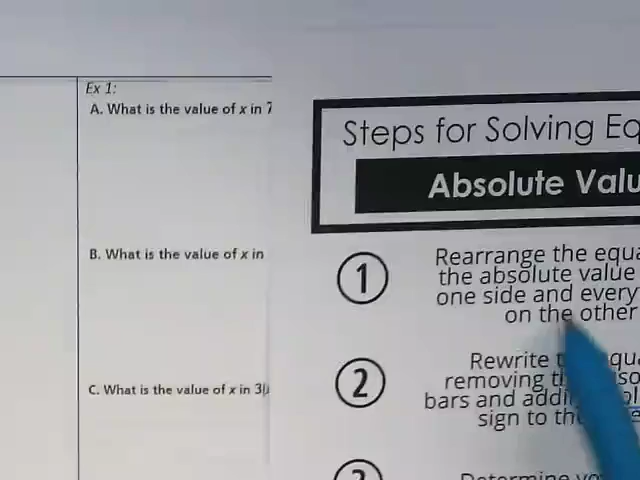 Ex 1:
A. What is the value of x in 7
B. What is the value of x in
C. What is the value of x in 3|
Steps for Solving Eq
Absolute Valu
1
Rearrange the equa
the absolute value
one side and every
on the other
2
Rewrite
removing
bars and
sign to
Determine